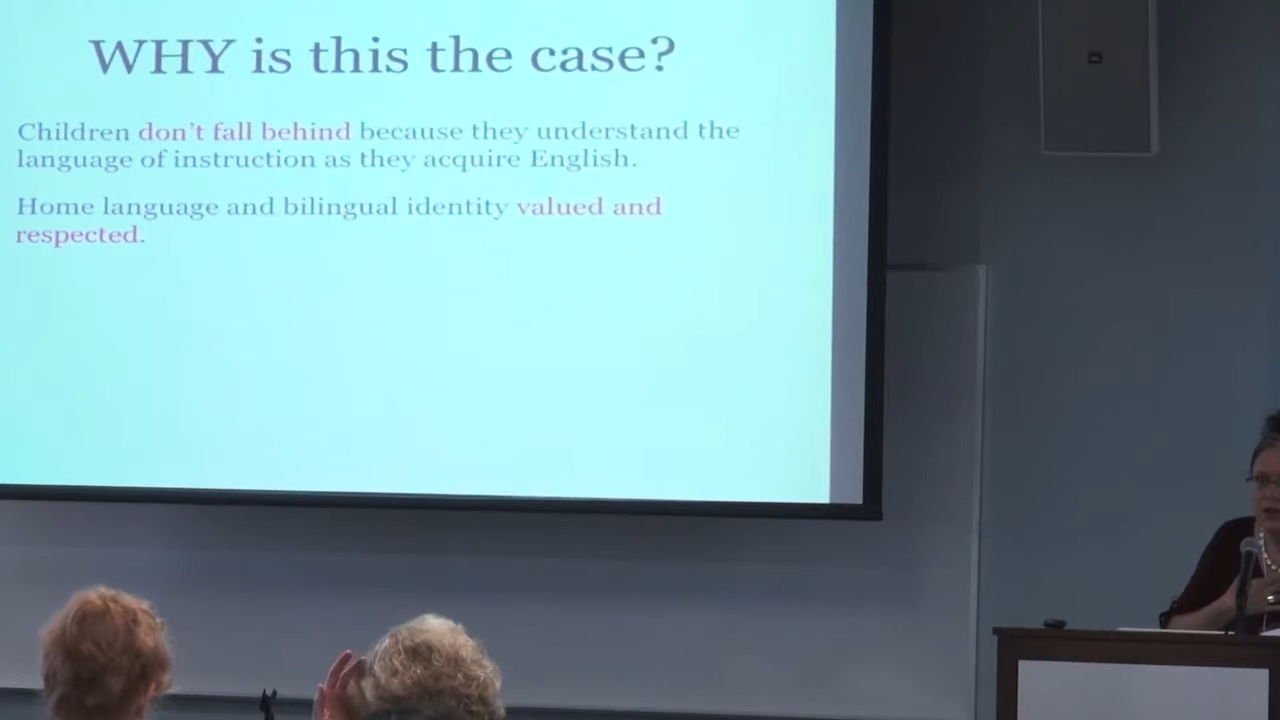 WHY is this the case?
Children don't fall behind because they understand the
language of instruction as they acquire English.
Home language and bilingual identity valued and
respected.